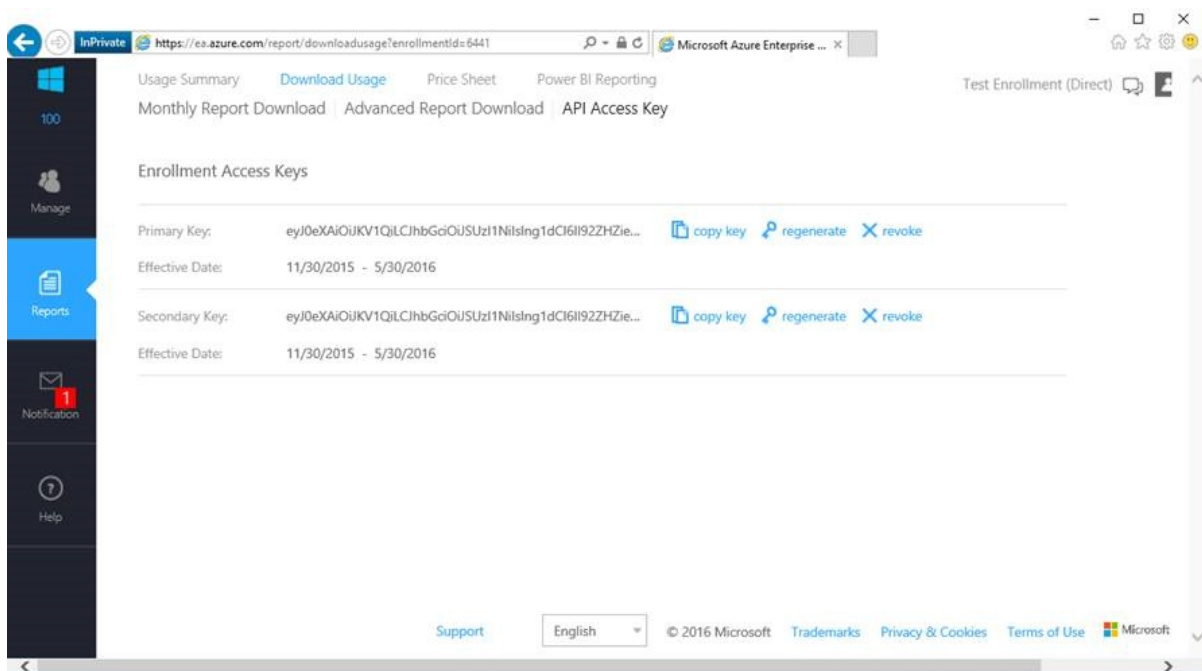 InPrivate https://ea.azure.com/report/downloadusage?enrollmentId=6441 Microsoft Azure Enterprise ...
Usage Summary Download Usage Price Sheet Power BI Reporting Test Enrollment (Direct)
Monthly Report Download | Advanced Report Download | API Access Key
100
Enrollment Access Keys
Manage
Primary Key: eyJ0eXAiOiJKV1QiLCJhbGciOiJSUzI1NiIsIng1dCI6Il92ZHZie... copy key regenerate revoke
Effective Date: 11/30/2015 - 5/30/2016
Reports
Secondary Key: eyJ0eXAiOiJKV1QiLCJhbGciOiJSUzI1NiIsIng1dCI6Il92ZHZie... copy key regenerate revoke
Effective Date: 11/30/2015 - 5/30/2016
1
Notification
Help
Support English © 2016 Microsoft Trademarks Privacy & Cookies Terms of Use Microsoft